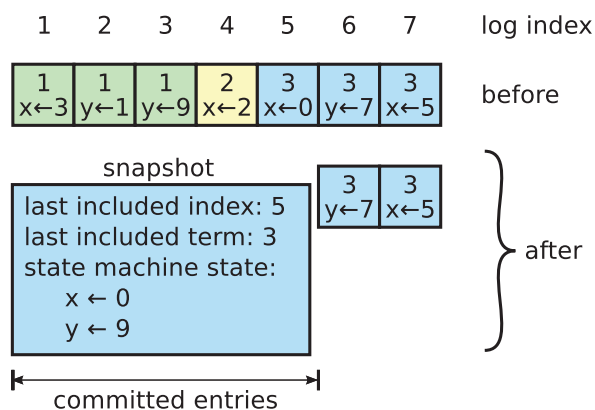 1 2 3 4 5 6 7 log index
1 1 1 2 3 3 3
x←3 y←1 y←9 x←2 x←0 y←7 x←5 before
snapshot
3 3
y←7 x←5
last included index: 5
last included term: 3
state machine state:
x ← 0
y ← 9
after
committed entries